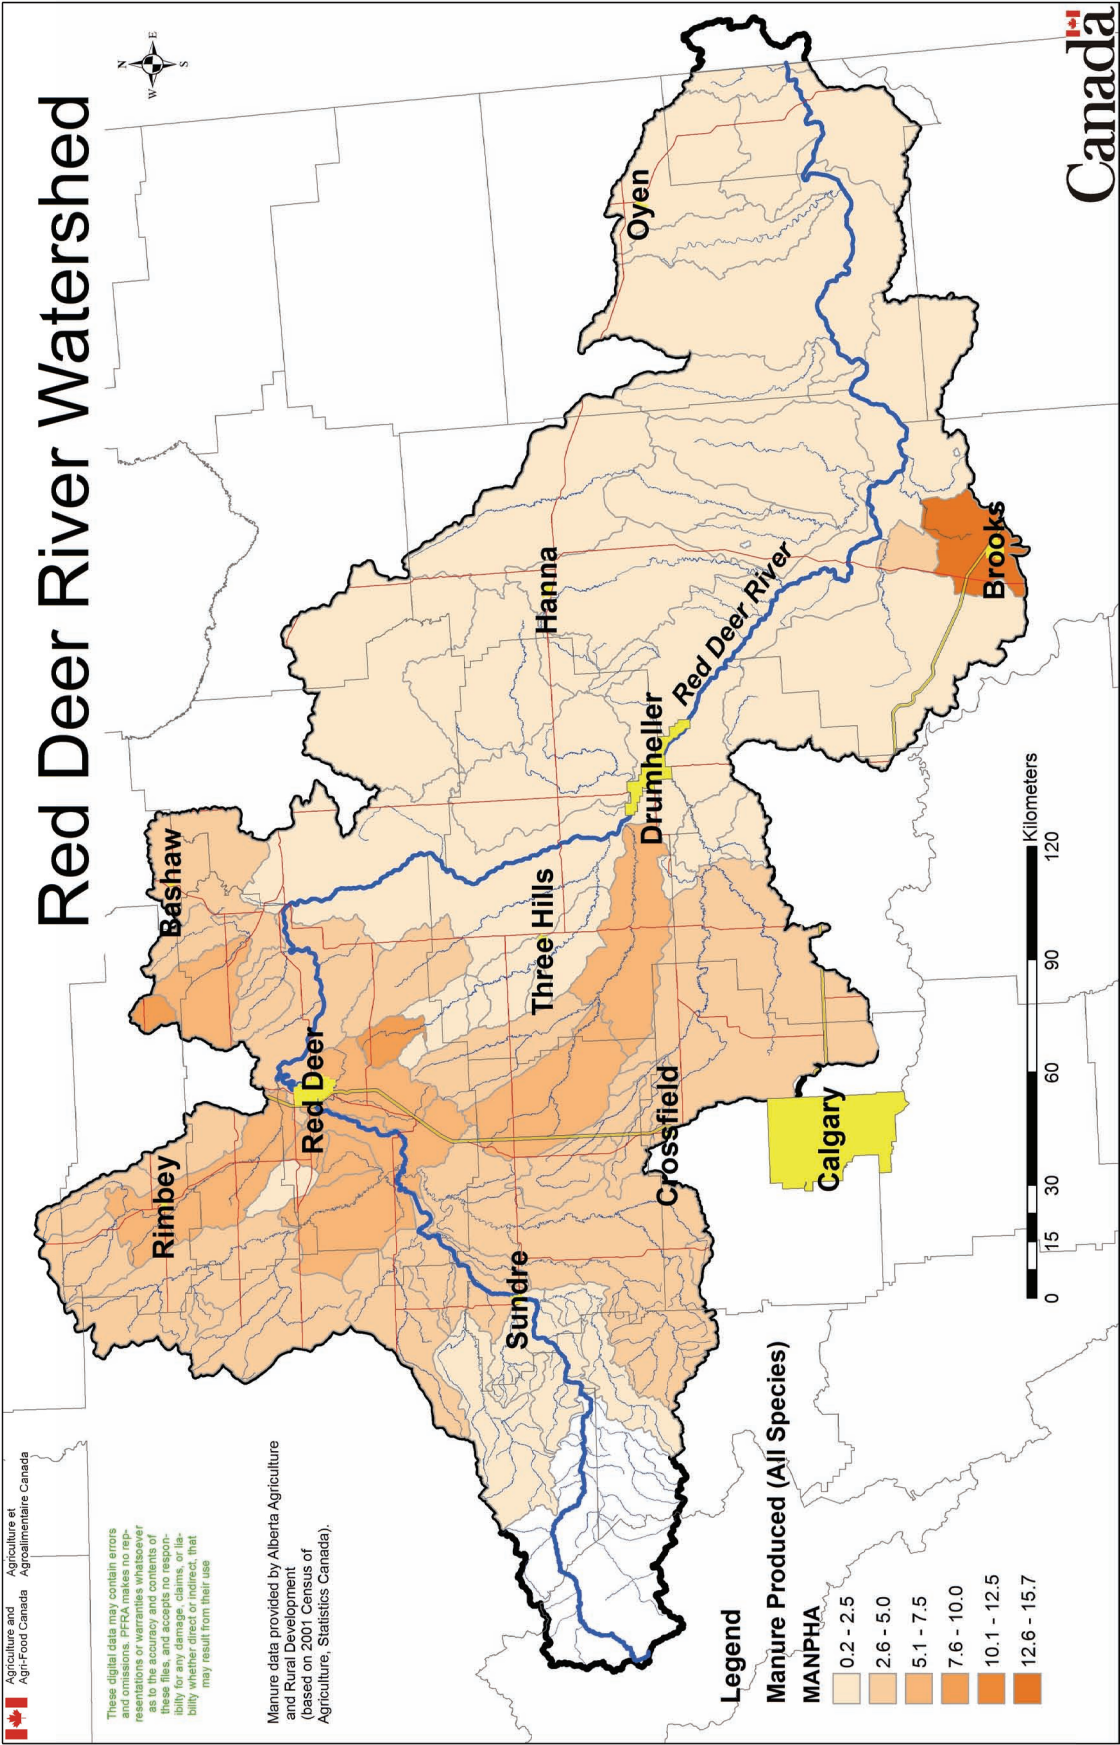 Agriculture and
Agri-Food Canada
Agriculture et
Agroalimentaire Canada
Red Deer River Watershed
N
W
E
S
These digital data may contain errors
and omissions. PFRA makes no rep-
resentations or warranties whatsoever
as to the accuracy and contents of
these files, and accepts no respon-
ibilty for any damage, claims, or lia-
bility whether direct or indirect, that
may result from their use
Manure data provided by Alberta Agriculture
and Rural Development
(based on 2001 Census of
Agriculture, Statistics Canada).
Rimbey
Bashaw
Red Deer
Sundre
Three Hills
Hanna
Oyen
Crossfield
Drumheller
Red Deer River
Calgary
Brooks
Legend
Manure Produced (All Species)
MANPHA
0.2 - 2.5
2.6 - 5.0
5.1 - 7.5
7.6 - 10.0
10.1 - 12.5
12.6 - 15.7
Kilometers
0 15 30 60 90 120
Canada